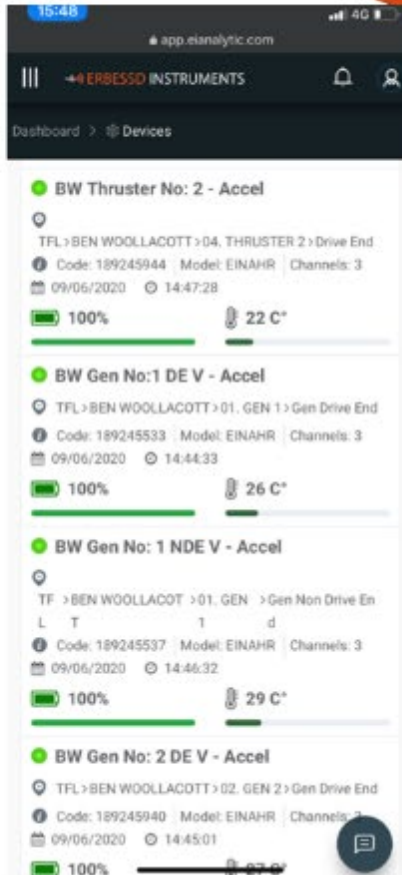 15:48 4G
app.eianalytic.com
ERBESSD INSTRUMENTS
Dashboard > Devices
BW Thruster No: 2 - Accel
TFL > BEN WOOLLACOTT > 04. THRUSTER 2 > Drive End
Code: 189245944 Model: EINAHR Channels: 3
09/06/2020 14:47:28
100% 22 C°
BW Gen No:1 DE V - Accel
TFL > BEN WOOLLACOTT > 01. GEN 1 > Gen Drive End
Code: 189245533 Model: EINAHR Channels: 3
09/06/2020 14:44:33
100% 26 C°
BW Gen No: 1 NDE V - Accel
TF > BEN WOOLLACOT > 01. GEN > Gen Non Drive En
L T 1 d
Code: 189245537 Model: EINAHR Channels: 3
09/06/2020 14:46:32
100% 29 C°
BW Gen No: 2 DE V - Accel
TFL > BEN WOOLLACOTT > 02. GEN 2 > Gen Drive End
Code: 189245940 Model: EINAHR Channels: 3
09/06/2020 14:45:01
100% 27 C°